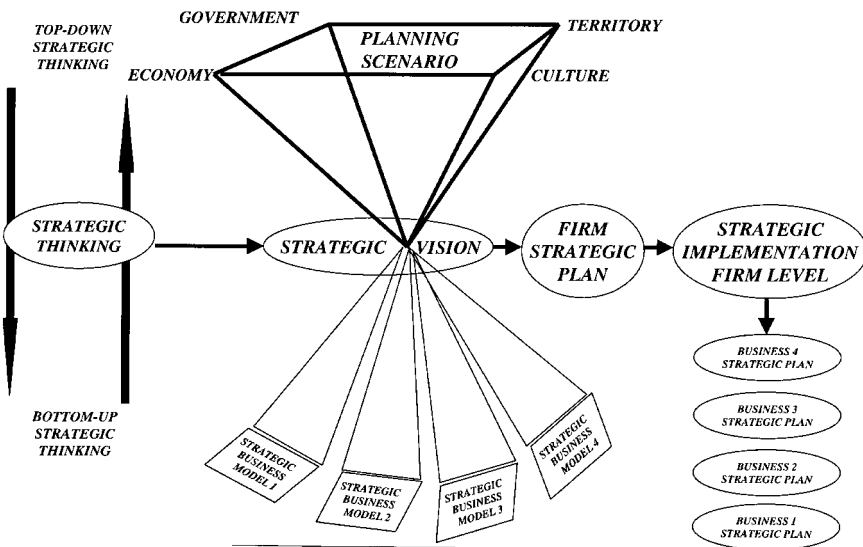 TOP-DOWN
STRATEGIC
THINKING
GOVERNMENT
TERRITORY
PLANNING
SCENARIO
ECONOMY
CULTURE
STRATEGIC
THINKING
STRATEGIC VISION
FIRM
STRATEGIC
PLAN
STRATEGIC
IMPLEMENTATION
FIRM LEVEL
BOTTOM-UP
STRATEGIC
THINKING
STRATEGIC
BUSINESS
MODEL 1
STRATEGIC
BUSINESS
MODEL 2
STRATEGIC
BUSINESS
MODEL 3
STRATEGIC
BUSINESS
MODEL 4
BUSINESS 4
STRATEGIC PLAN
BUSINESS 3
STRATEGIC PLAN
BUSINESS 2
STRATEGIC PLAN
BUSINESS 1
STRATEGIC PLAN